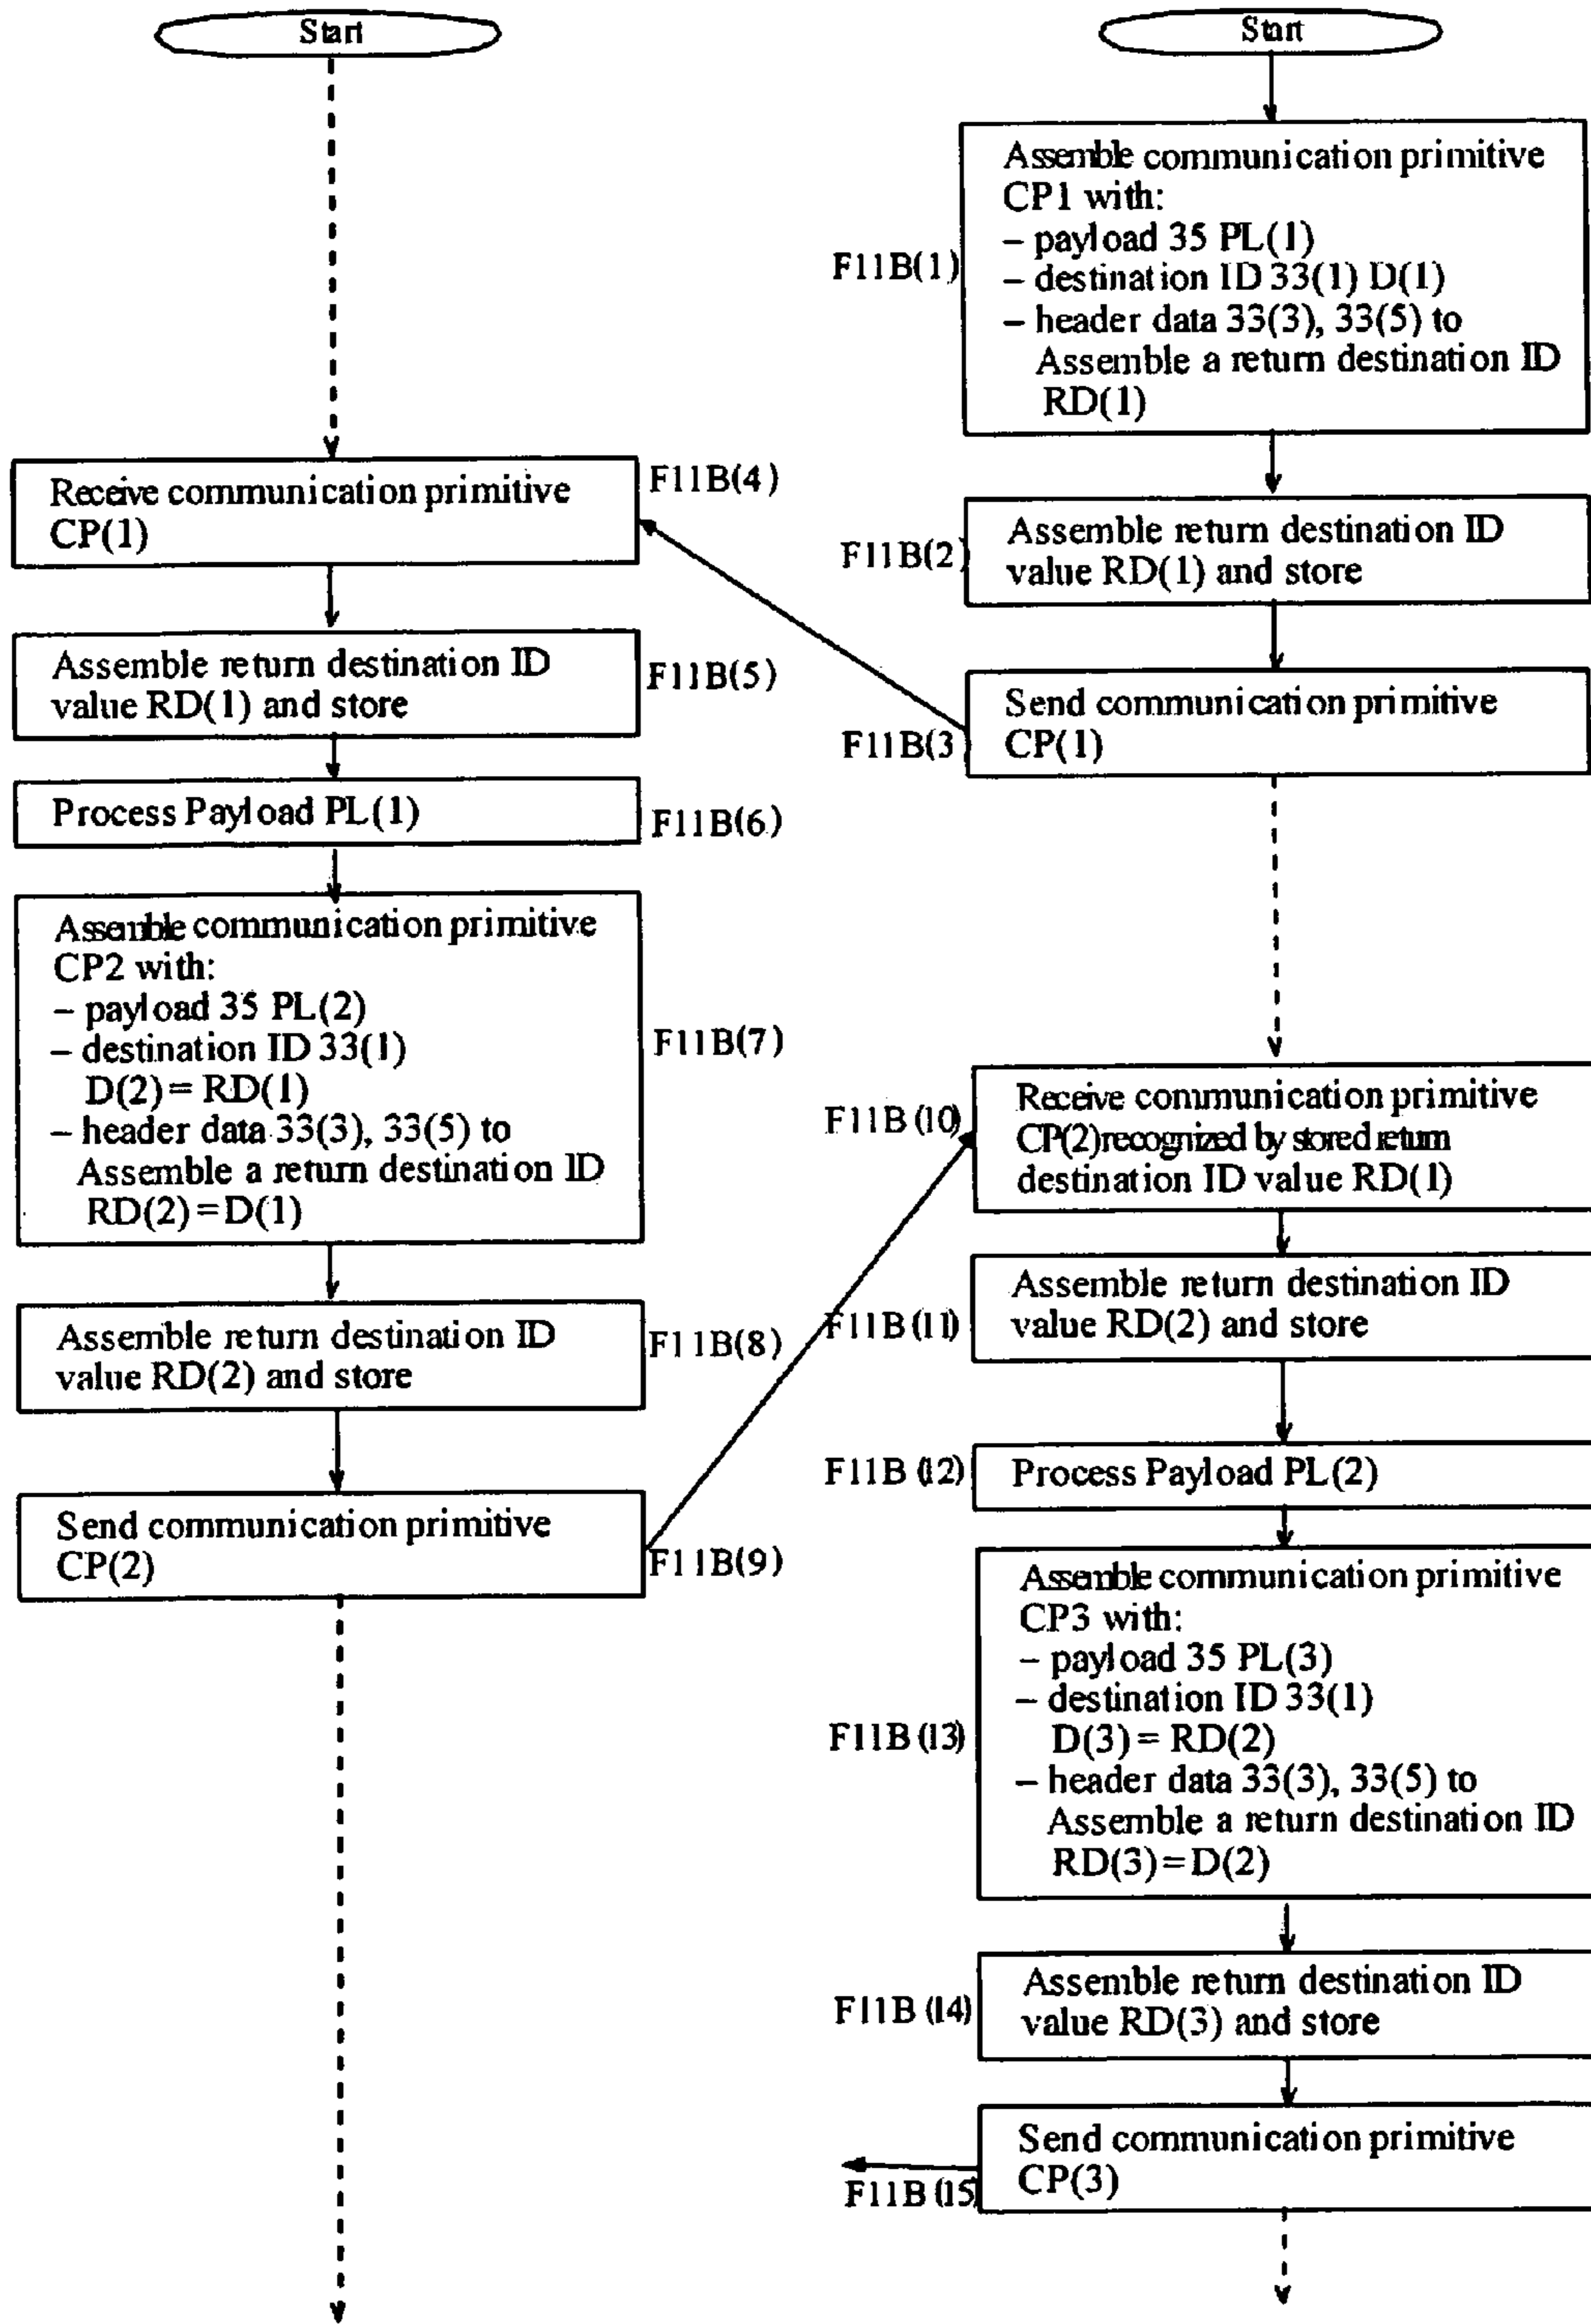 Start
Start
Assemble communication primitive
CP1 with:
– payload 35 PL(1)
– destination ID 33(1) D(1)
– header data 33(3), 33(5) to
Assemble a return destination ID
RD(1)
F11B(1)
Assemble return destination ID
value RD(1) and store
F11B(2)
Send communication primitive
CP(1)
F11B(3
Receive communication primitive
CP(1)
F11B(4)
Assemble return destination ID
value RD(1) and store
F11B(5)
Process Payload PL(1)
F11B(6)
Assemble communication primitive
CP2 with:
– payload 35 PL(2)
– destination ID 33(1)
D(2) = RD(1)
– header data 33(3), 33(5) to
Assemble a return destination ID
RD(2) = D(1)
F11B(7)
Assemble return destination ID
value RD(2) and store
F11B(8)
Send communication primitive
CP(2)
F11B(9)
Receive communication primitive
CP(2) recognized by stored return
destination ID value RD(1)
F11B (10)
Assemble return destination ID
value RD(2) and store
F11B (11)
Process Payload PL(2)
F11B (12)
Assemble communication primitive
CP3 with:
– payload 35 PL(3)
– destination ID 33(1)
D(3) = RD(2)
– header data 33(3), 33(5) to
Assemble a return destination ID
RD(3) = D(2)
F11B (13)
Assemble return destination ID
value RD(3) and store
F11B (14)
Send communication primitive
CP(3)
F11B (15)